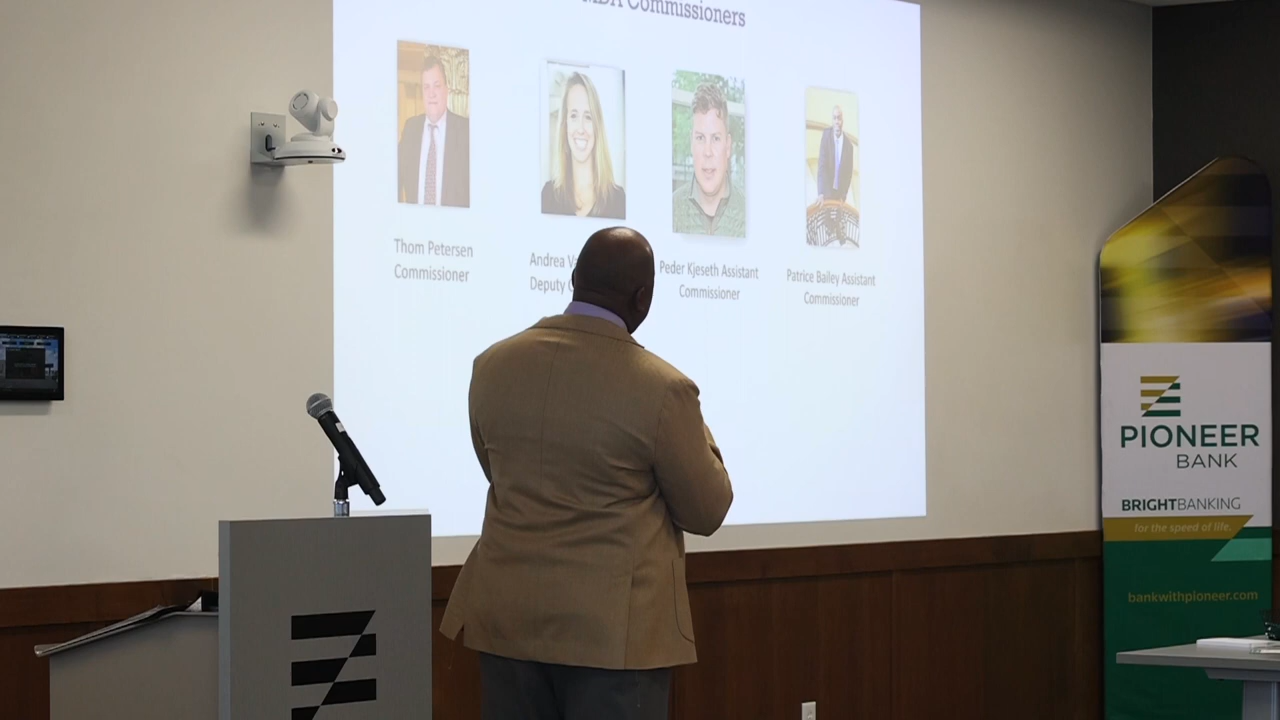 MDA Commissioners
Thom Petersen
Commissioner
Andrea
Deputy
Peder Kjeseth Assistant
Commissioner
Patrice Bailey Assistant
Commissioner
PIONEER
BANK
BRIGHTBANKING
for the speed of life.
bankwithpioneer.com